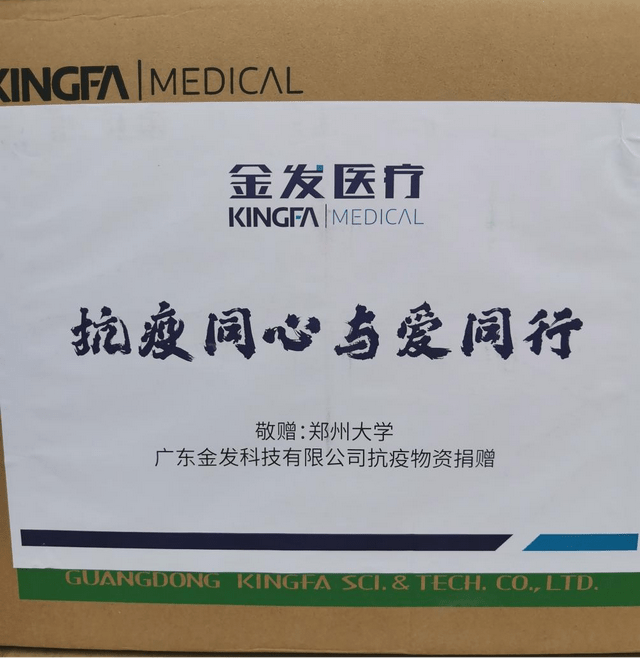 KINGFA|MEDICAL
金发医疗
KINGFA|MEDICAL
抗瘦同心与爱同行
敬赠:郑州大学
广东金发科技有限公司抗疫物资捐赠
GUANGDONG KINGFA SCI. & TECH. CO., LTD.